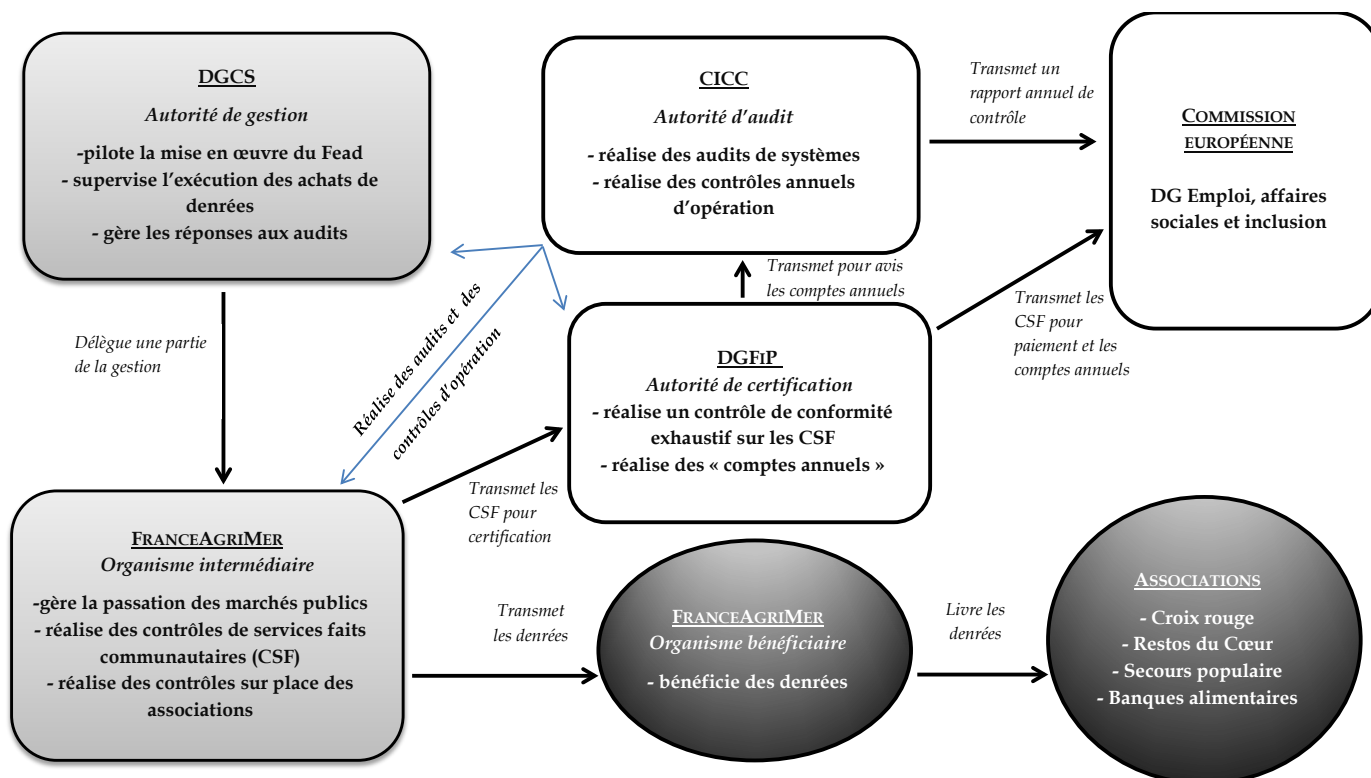 DGCS
Autorité de gestion
-pilote la mise en œuvre du Fead
- supervise l'exécution des achats de
denrées
- gère les réponses aux audits
CICC
Autorité d'audit
- réalise des audits de systèmes
- réalise des contrôles annuels
d'opération
Transmet un
rapport annuel de
contrôle
COMMISSION
EUROPÉENNE
DG Emploi, affaires
sociales et inclusion
Délègue une partie
de la gestion
Réalise des audits et des
contrôles d'opération
Transmet pour avis
les comptes annuels
DGFIP
Autorité de certification
- réalise un contrôle de conformité
exhaustif sur les CSF
- réalise des « comptes annuels »
Transmet les
CSF pour
paiement et les
comptes annuels
Transmet les
CSF pour
certification
FRANCEAGRIMER
Organisme intermédiaire
-gère la passation des marchés publics
- réalise des contrôles de services faits
communautaires (CSF)
- réalise des contrôles sur place des
associations
Transmet
les denrées
FRANCEAGRIMER
Organisme bénéficiaire
- bénéficie des denrées
Livre les
denrées
ASSOCIATIONS
- Croix rouge
- Restos du Cœur
- Secours populaire
- Banques alimentaires